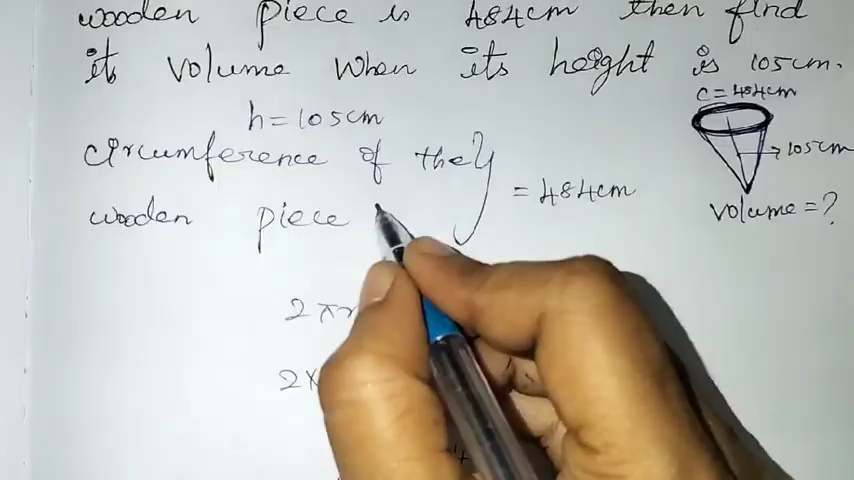 wooden piece is 484cm then find
its volume when its height is 105cm.
c=484cm
h=105cm
circumference of the
wooden piece
=484cm
105cm
volume=?
2πr
2×